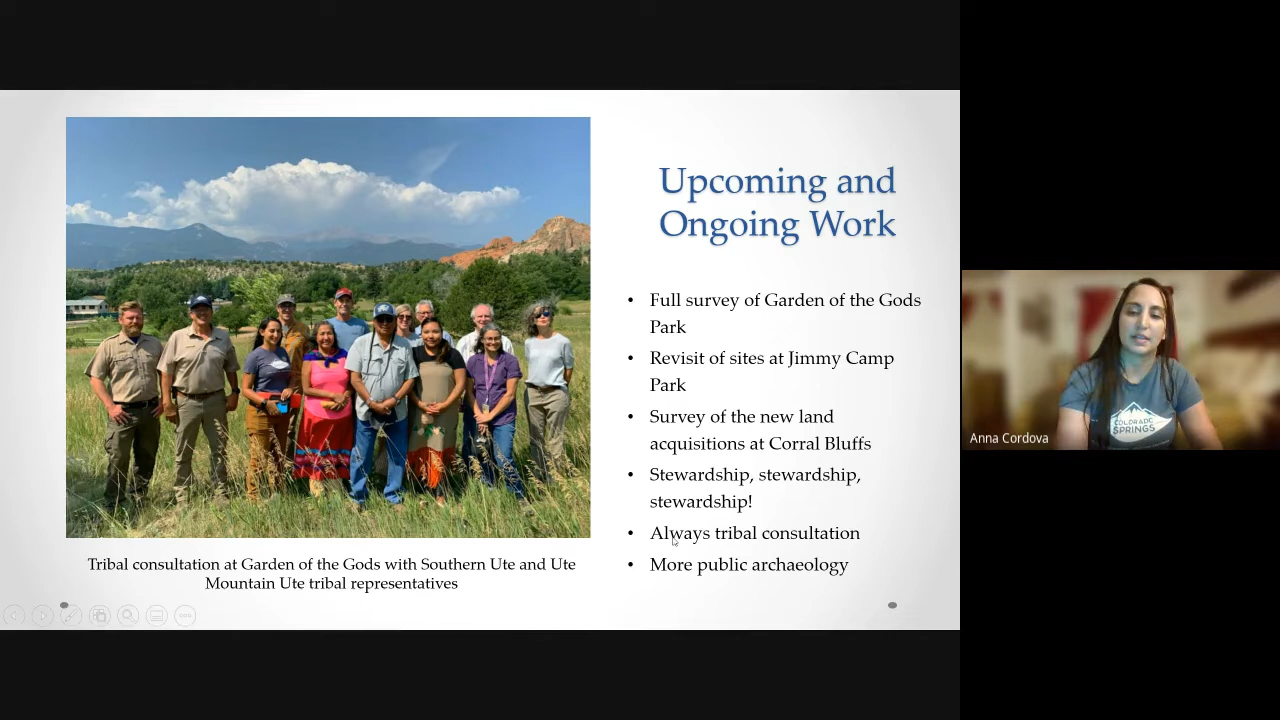 Upcoming and
Ongoing Work
• Full survey of Garden of the Gods
Park
• Revisit of sites at Jimmy Camp
Park
• Survey of the new land
acquisitions at Corral Bluffs
• Stewardship, stewardship,
stewardship!
• Always tribal consultation
• More public archaeology
Tribal consultation at Garden of the Gods with Southern Ute and Ute
Mountain Ute tribal representatives
COLORADO
SPRINGS
Anna Cordova